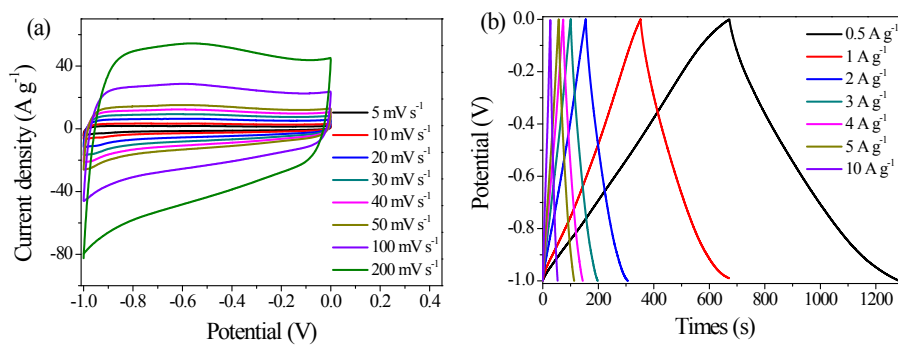 (a)
Current density (A g⁻¹)
40
0
-40
-80
-1.0 -0.8 -0.6 -0.4 -0.2 0.0 0.2 0.4
Potential (V)
5 mV s⁻¹
10 mV s⁻¹
20 mV s⁻¹
30 mV s⁻¹
40 mV s⁻¹
50 mV s⁻¹
100 mV s⁻¹
200 mV s⁻¹
(b)
Potential (V)
0.0
-0.2
-0.4
-0.6
-0.8
-1.0
0 200 400 600 800 1000 1200
Times (s)
0.5 A g⁻¹
1 A g⁻¹
2 A g⁻¹
3 A g⁻¹
4 A g⁻¹
5 A g⁻¹
10 A g⁻¹